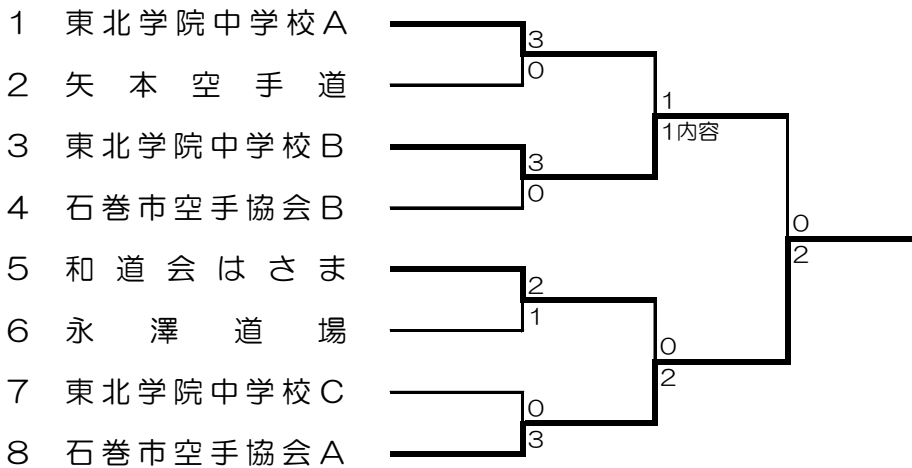 1 東北学院中学校A
3
0
2 矢本空手道
1
1内容
3 東北学院中学校B
3
0
4 石巻市空手協会B
0
2
5 和道会はさま
2
1
6 永澤道場
0
2
7 東北学院中学校C
0
3
8 石巻市空手協会A